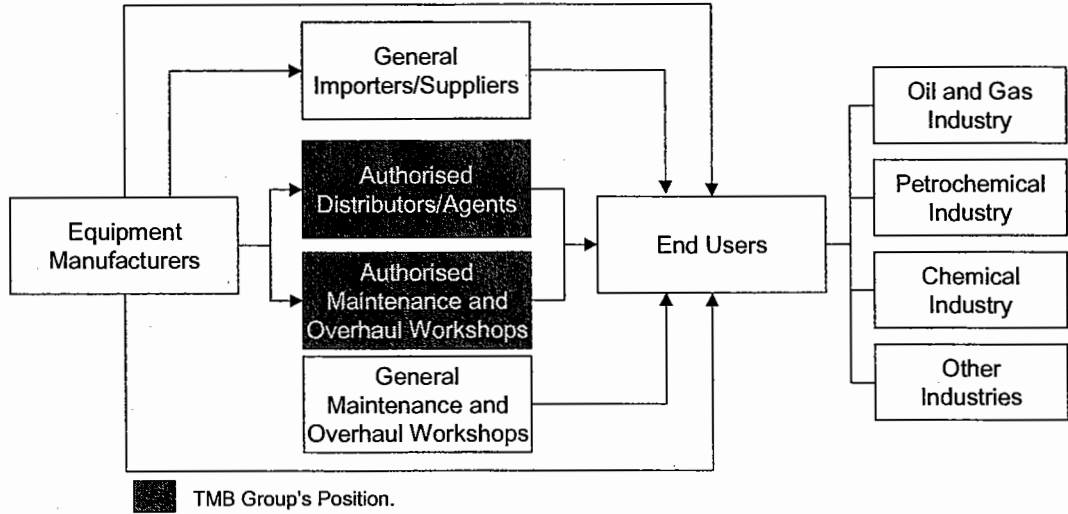 General
Importers/Suppliers
Authorised
Distributors/Agents
Equipment
Manufacturers
Authorised
Maintenance and
Overhaul Workshops
General
Maintenance and
Overhaul Workshops
End Users
Oil and Gas
Industry
Petrochemical
Industry
Chemical
Industry
Other
Industries
TMB Group's Position.